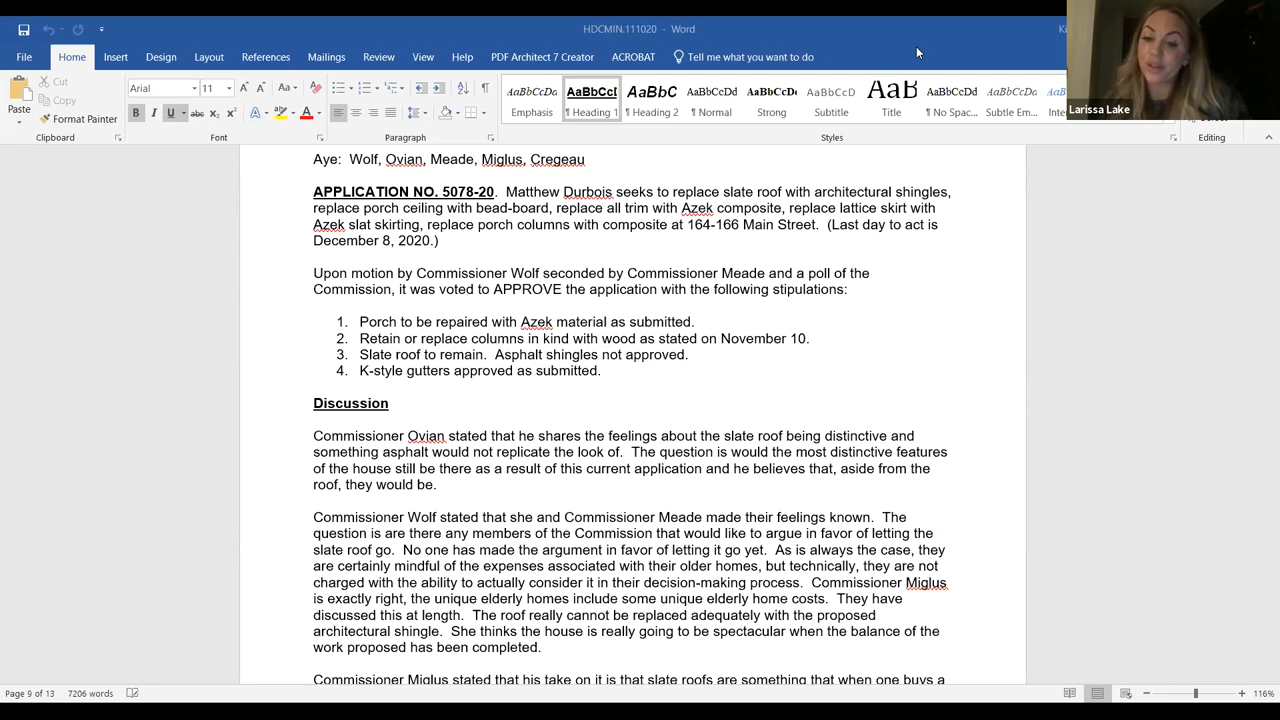 HDCMIN.111020 - Word
File Home Insert Design Layout References Mailings Review View Help PDF Architect 7 Creator ACROBAT Tell me what you want to do
Paste Cut Copy Format Painter
Clipboard
Arial 11
Font
Paragraph
AaBbCcDc AaBbCcI AaBbC AaBbCcDd AaBbCcDc AaBbCcD AaB AaBbCcDd AaBbCcDd AaBbCcDd
Emphasis ¶ Heading 1 ¶ Heading 2 ¶ Normal Strong Subtitle Title ¶ No Spac... Subtle Em...
Styles
Editing
Larissa Lake
Aye: Wolf, Ovian, Meade, Miglus, Cregeau
APPLICATION NO. 5078-20. Matthew Durbois seeks to replace slate roof with architectural shingles,
replace porch ceiling with bead-board, replace all trim with Azek composite, replace lattice skirt with
Azek slat skirting, replace porch columns with composite at 164-166 Main Street. (Last day to act is
December 8, 2020.)
Upon motion by Commissioner Wolf seconded by Commissioner Meade and a poll of the
Commission, it was voted to APPROVE the application with the following stipulations:
1. Porch to be repaired with Azek material as submitted.
2. Retain or replace columns in kind with wood as stated on November 10.
3. Slate roof to remain. Asphalt shingles not approved.
4. K-style gutters approved as submitted.
Discussion
Commissioner Ovian stated that he shares the feelings about the slate roof being distinctive and
something asphalt would not replicate the look of. The question is would the most distinctive features
of the house still be there as a result of this current application and he believes that, aside from the
roof, they would be.
Commissioner Wolf stated that she and Commissioner Meade made their feelings known. The
question is are there any members of the Commission that would like to argue in favor of letting the
slate roof go. No one has made the argument in favor of letting it go yet. As is always the case, they
are certainly mindful of the expenses associated with their older homes, but technically, they are not
charged with the ability to actually consider it in their decision-making process. Commissioner Miglus
is exactly right, the unique elderly homes include some unique elderly home costs. They have
discussed this at length. The roof really cannot be replaced adequately with the proposed
architectural shingle. She thinks the house is really going to be spectacular when the balance of the
work proposed has been completed.
Commissioner Miglus stated that his take on it is that slate roofs are something that when one buys a
Page 9 of 13 7206 words 116%